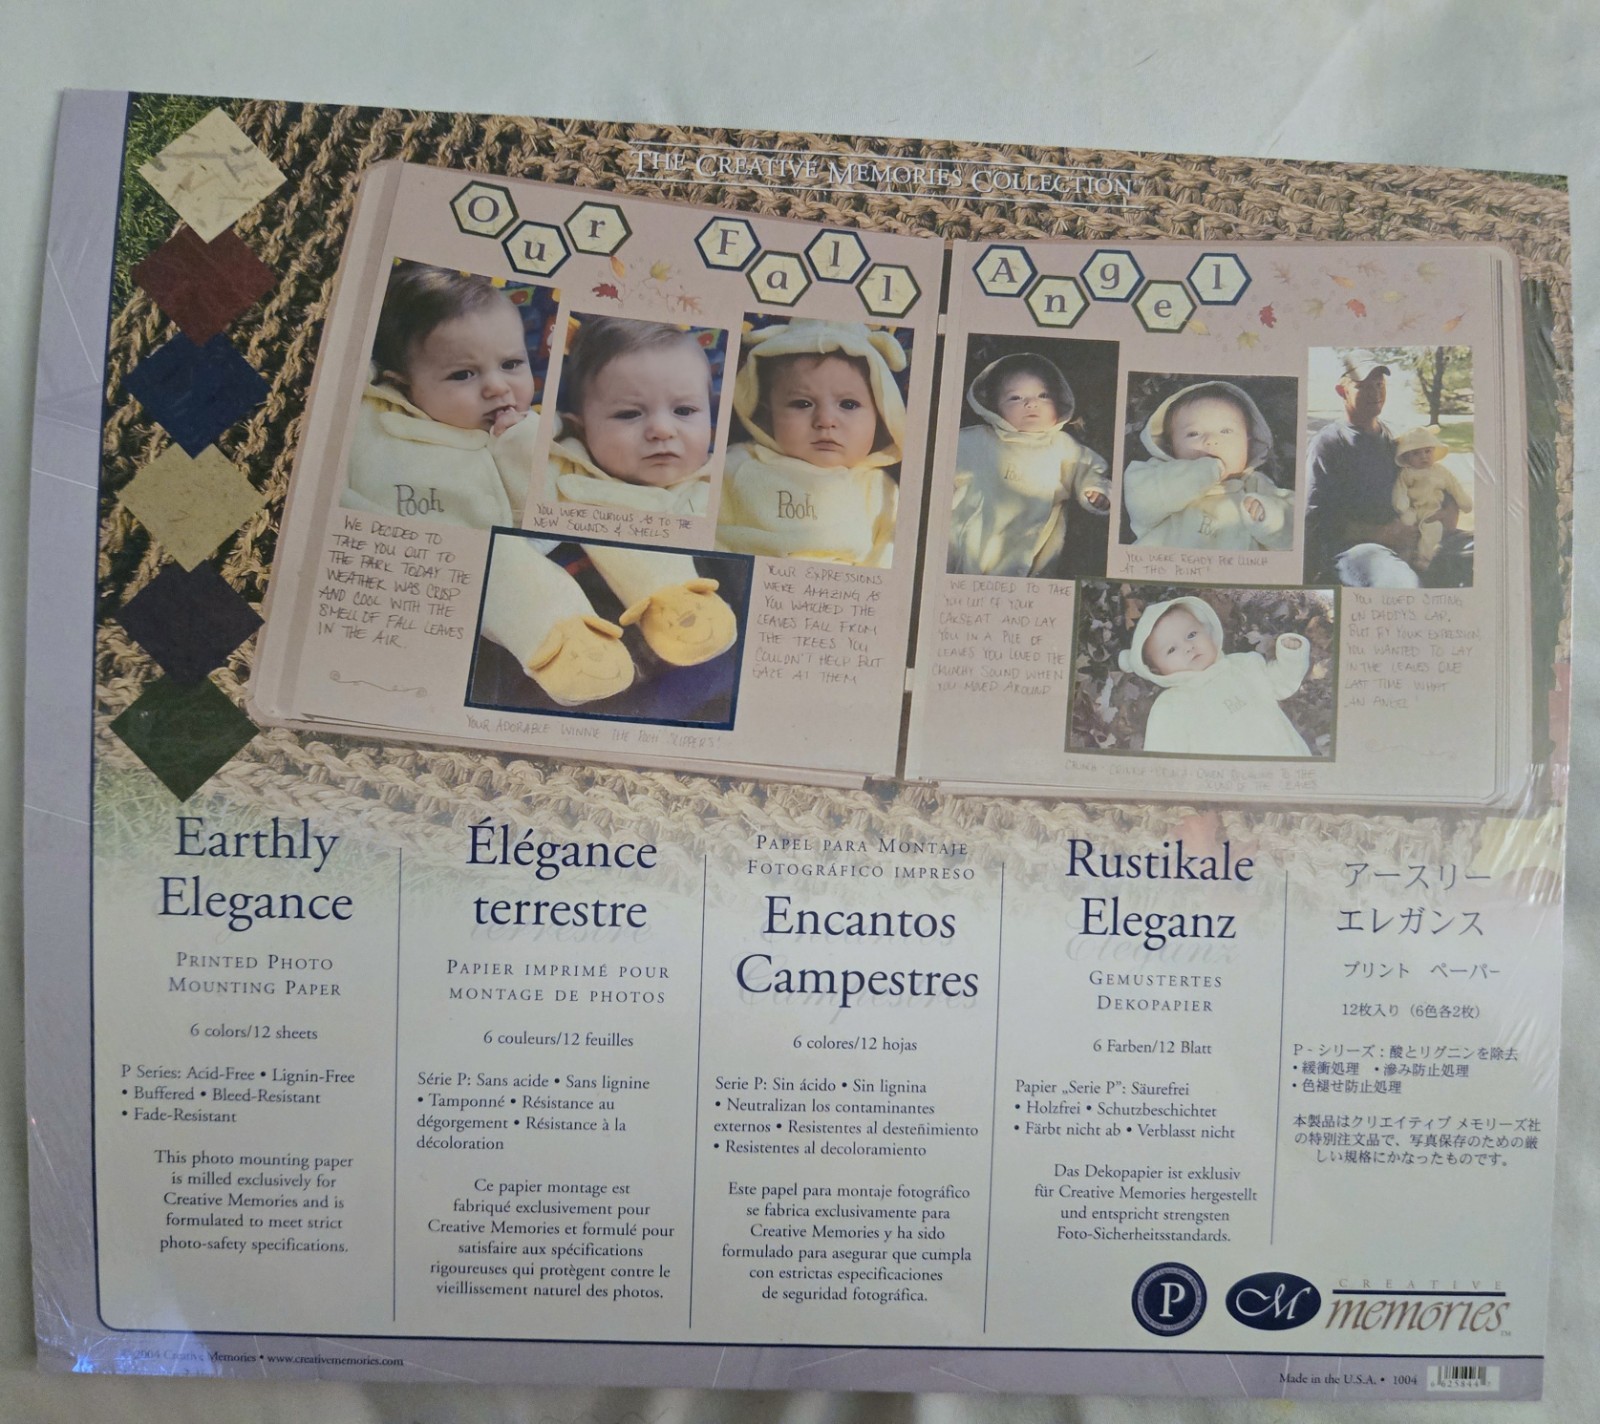 THE CREATIVE MEMORIES COLLECTION
Our Fall Angel
Pooh
Pooh
WE DECIDED TO
TAKE YOU OUT TO
THE PARK TODAY THE
WEATHER WAS CRISP
AND COOL WITH THE
SMELL OF FALL LEAVES
IN THE AIR.
YOU WERE CURIOUS AS TO THE
NEW SOUNDS & SMELLS
YOUR ADORABLE WINNIE THE POOH SLIPPERS!
YOUR EXPRESSIONS
WERE AMAZING AS
YOU WATCHED THE
LEAVES FALL FROM
THE TREES YOU
COULDN'T HELP BUT
GAZE AT THEM
WE DECIDED TO TAKE
YOU OUT OF YOUR
CARSEAT AND LAY
YOU IN A PILE OF
LEAVES YOU LOVED THE
CRUNCHY SOUND WHEN
YOU MOVED AROUND
YOU WERE READY FOR LUNCH
AT THIS POINT!
YOU LOVED SITTING
ON DADDY'S LAP,
BUT BY YOUR EXPRESSION
YOU WANTED TO LAY
IN THE LEAVES ONE
LAST TIME WHAT
AN ANGEL!
Earthly
Elegance
PRINTED PHOTO
MOUNTING PAPER
6 colors/12 sheets
P Series: Acid-Free • Lignin-Free
• Buffered • Bleed-Resistant
• Fade-Resistant
This photo mounting paper
is milled exclusively for
Creative Memories and is
formulated to meet strict
photo-safety specifications.
Élégance
terrestre
PAPIER IMPRIMÉ POUR
MONTAGE DE PHOTOS
6 couleurs/12 feuilles
Série P: Sans acide • Sans lignine
• Tamponné • Résistance au
dégorgement • Résistance à la
décoloration
Ce papier montage est
fabriqué exclusivement pour
Creative Memories et formulé pour
satisfaire aux spécifications
rigoureuses qui protègent contre le
vieillissement naturel des photos.
PAPEL PARA MONTAJE
FOTOGRÁFICO IMPRESO
Encantos
Campestres
6 colores/12 hojas
Serie P: Sin ácido • Sin lignina
• Neutralizan los contaminantes
externos • Resistentes al desteñimiento
• Resistentes al decoloramiento
Este papel para montaje fotográfico
se fabrica exclusivamente para
Creative Memories y ha sido
formulado para asegurar que cumpla
con estrictas especificaciones
de seguridad fotográfica.
Rustikale
Eleganz
GEMUSTERTES
DEKOPAPIER
6 Farben/12 Blatt
Papier „Serie P”: Säurefrei
• Holzfrei • Schutzbeschichtet
• Färbt nicht ab • Verblasst nicht
Das Dekopapier ist exklusiv
für Creative Memories hergestellt
und entspricht strengsten
Foto-Sicherheitsstandards.
アースリー
エレガンス
プリント ペーパー
12枚入り（6色各2枚）
P-シリーズ：酸とリグニンを除去
•緩衝処理 •滲み防止処理
•色褪せ防止処理
本製品はクリエイティブ メモリーズ社
の特別注文品で、写真保存のための厳
しい規格にかなったものです。
P
CM
CREATIVE
memories™
© 2004 Creative Memories • www.creativememories.com
Made in the U.S.A. • 1004